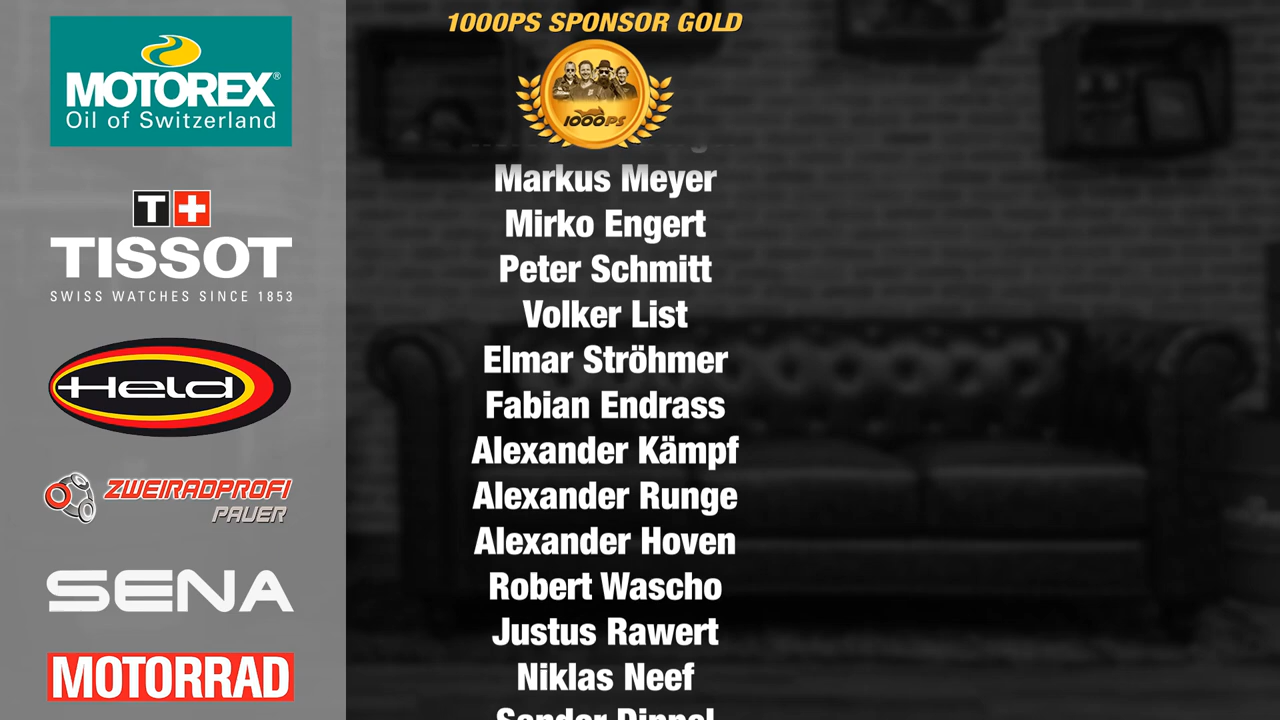 MOTOREX®
Oil of Switzerland
T+
TISSOT
SWISS WATCHES SINCE 1853
Held
ZWEIRADPROFI
PAUER
SENA
MOTORRAD
1000PS SPONSOR GOLD
1000PS
Markus Meyer
Mirko Engert
Peter Schmitt
Volker List
Elmar Ströhmer
Fabian Endrass
Alexander Kämpf
Alexander Runge
Alexander Hoven
Robert Wascho
Justus Rawert
Niklas Neef